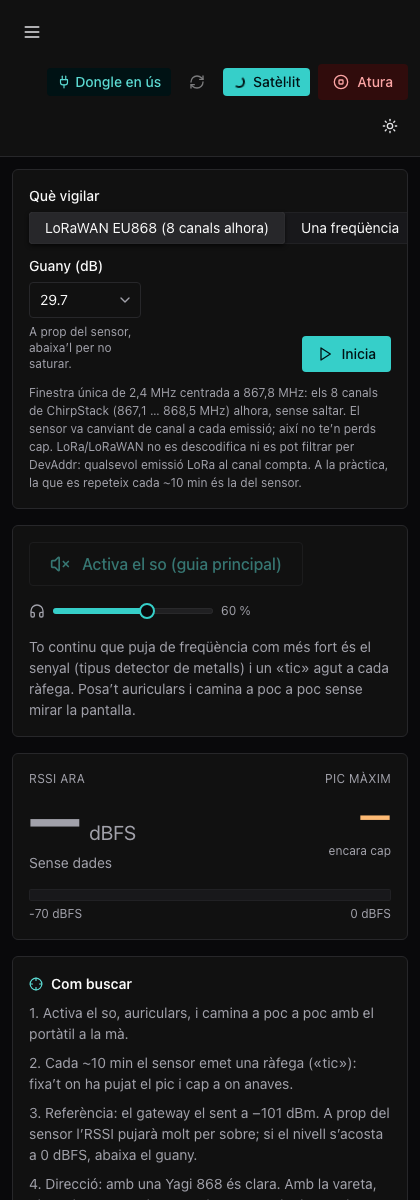 Dongle en ús
Satèl·lit
Atura
Què vigilar
LoRaWAN EU868 (8 canals alhora)
Una freqüència
Guany (dB)
29.7
A prop del sensor,
abaixa'l per no
saturar.
Inicia
Finestra única de 2,4 MHz centrada a 867,8 MHz: els 8 canals
de ChirpStack (867,1 … 868,5 MHz) alhora, sense saltar. El
sensor va canviant de canal a cada emissió; així no te'n perds
cap. LoRa/LoRaWAN no es descodifica ni es pot filtrar per
DevAddr: qualsevol emissió LoRa al canal compta. A la pràctica,
la que es repeteix cada ~10 min és la del sensor.
Activa el so (guia principal)
60 %
To continu que puja de freqüència com més fort és el
senyal (tipus detector de metalls) i un «tic» agut a cada
ràfega. Posa't auriculars i camina a poc a poc sense
mirar la pantalla.
RSSI ARA
PIC MÀXIM
— dBFS
—
encara cap
Sense dades
-70 dBFS
0 dBFS
Com buscar
1. Activa el so, auriculars, i camina a poc a poc amb el
portàtil a la mà.
2. Cada ~10 min el sensor emet una ràfega («tic»):
fixa't on ha pujat el pic i cap a on anaves.
3. Referència: el gateway el sent a −101 dBm. A prop del
sensor l'RSSI pujarà molt per sobre; si el nivell s'acosta
a 0 dBFS, abaixa el guany.
4. Direcció: amb una Yagi 868 és clara. Amb la vareta,